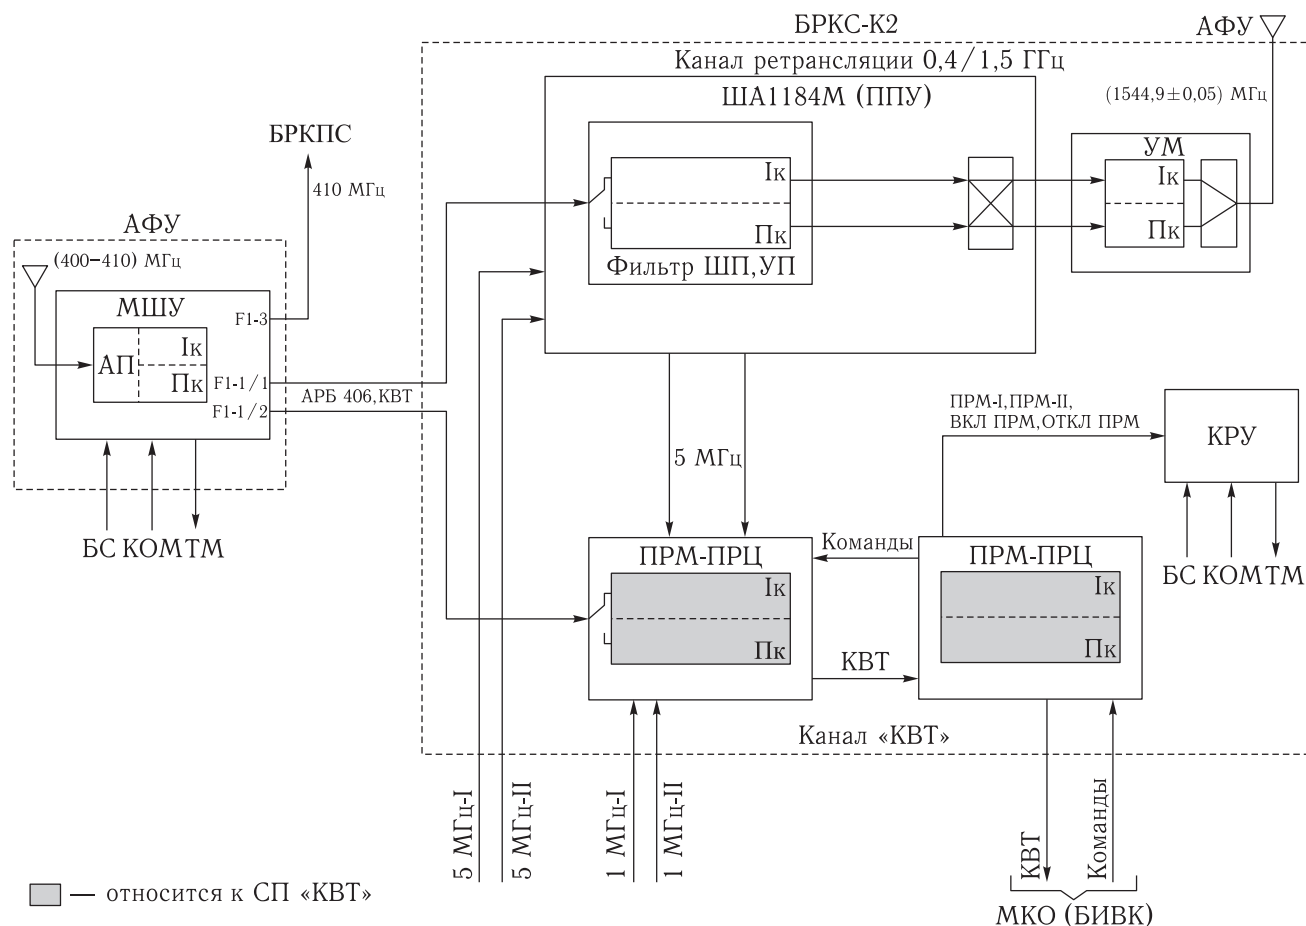 БРКС-К2
АФУ
Канал ретрансляции 0,4/1,5 ГГц
ША1184М (ППУ)
(1544,9±0,05) МГц
БРКПС
410 МГц
УМ
Iк
Пк
Iк
Пк
Фильтр ШП,УП
АФУ
(400–410) МГц
МШУ
F1-3
АП
Iк
Пк
F1-1/1
F1-1/2
АРБ 406,КВТ
БС КОМ ТМ
5 МГц
ПРМ-I,ПРМ-II,
ВКЛ ПРМ,ОТКЛ ПРМ
КРУ
БС КОМ ТМ
ПРМ-ПРЦ
Iк
Пк
Команды
КВТ
ПРМ-ПРЦ
Iк
Пк
Канал «КВТ»
5 МГц-I
5 МГц-II
1 МГц-I
1 МГц-II
КВТ
Команды
МКО (БИВК)
— относится к СП «КВТ»